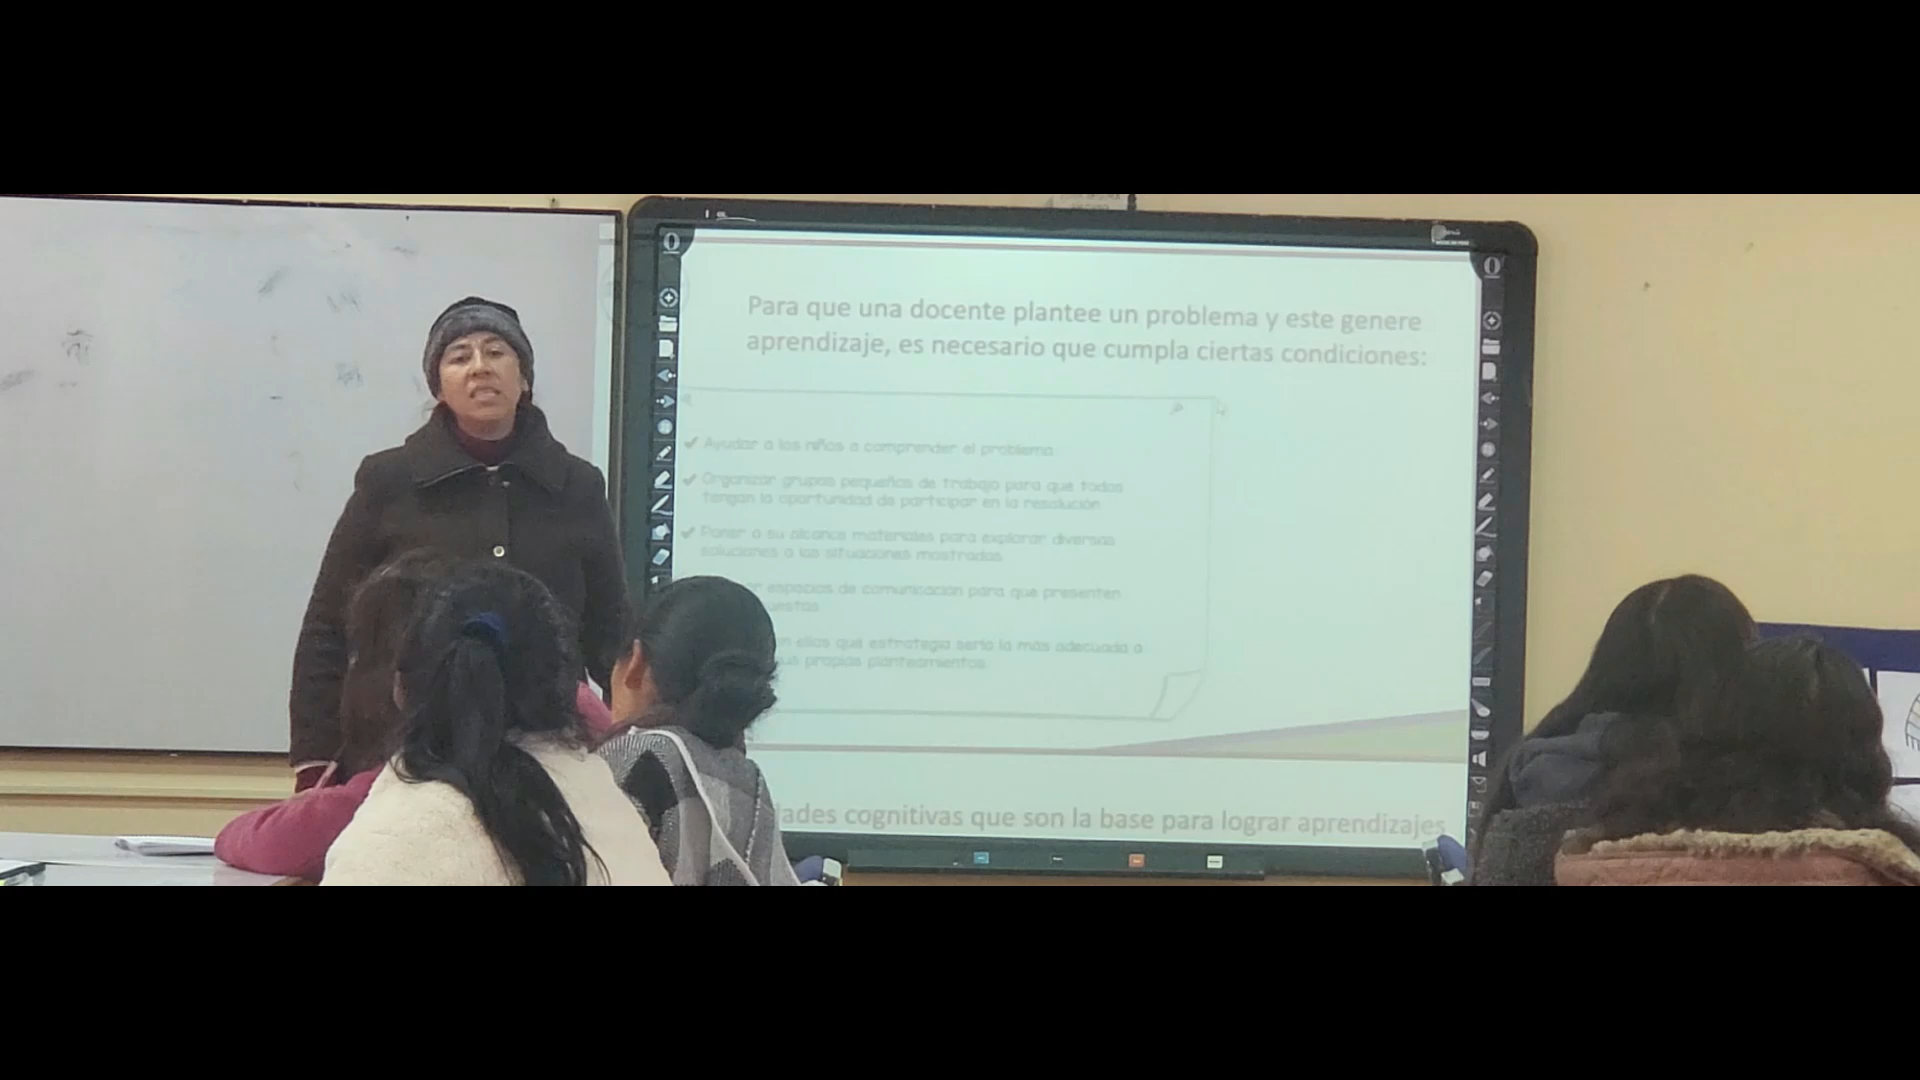 Para que una docente plantee un problema y este genere
aprendizaje, es necesario que cumpla ciertas condiciones:
✔ Ayudar a los niños a comprender el problema
✔ Organizar grupos pequeños de trabajo para que todos
tengan la oportunidad de participar en la resolución
✔ Poner a su alcance materiales para explorar diversas
soluciones a las situaciones mostradas
espacios de comunicación para que presenten
ellos qué estrategia sería la más adecuada a
propios planteamientos
cognitivas que son la base para lograr aprendizajes